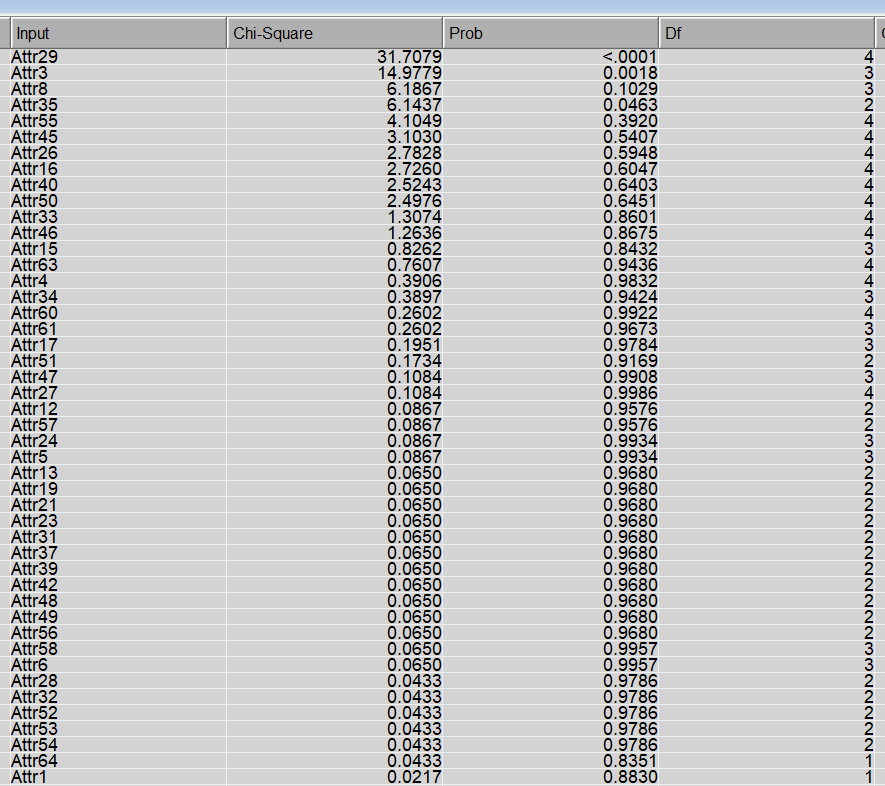 Input Chi-Square Prob Df
Attr29 31.7079 <.0001 4
Attr3 14.9779 0.0018 3
Attr8 6.1867 0.1029 3
Attr35 6.1437 0.0463 2
Attr55 4.1049 0.3920 4
Attr45 3.1030 0.5407 4
Attr26 2.7828 0.5948 4
Attr16 2.7260 0.6047 4
Attr40 2.5243 0.6403 4
Attr50 2.4976 0.6451 4
Attr33 1.3074 0.8601 4
Attr46 1.2636 0.8675 4
Attr15 0.8262 0.8432 3
Attr63 0.7607 0.9436 4
Attr4 0.3906 0.9832 4
Attr34 0.3897 0.9424 3
Attr60 0.2602 0.9922 4
Attr61 0.2602 0.9673 3
Attr17 0.1951 0.9784 3
Attr51 0.1734 0.9169 2
Attr47 0.1084 0.9908 3
Attr27 0.1084 0.9986 4
Attr12 0.0867 0.9576 2
Attr57 0.0867 0.9576 2
Attr24 0.0867 0.9934 3
Attr5 0.0867 0.9934 3
Attr13 0.0650 0.9680 2
Attr19 0.0650 0.9680 2
Attr21 0.0650 0.9680 2
Attr23 0.0650 0.9680 2
Attr31 0.0650 0.9680 2
Attr37 0.0650 0.9680 2
Attr39 0.0650 0.9680 2
Attr42 0.0650 0.9680 2
Attr48 0.0650 0.9680 2
Attr49 0.0650 0.9680 2
Attr56 0.0650 0.9680 2
Attr58 0.0650 0.9957 3
Attr6 0.0650 0.9957 3
Attr28 0.0433 0.9786 2
Attr32 0.0433 0.9786 2
Attr52 0.0433 0.9786 2
Attr53 0.0433 0.9786 2
Attr54 0.0433 0.9786 2
Attr64 0.0433 0.8351 1
Attr1 0.0217 0.8830 1